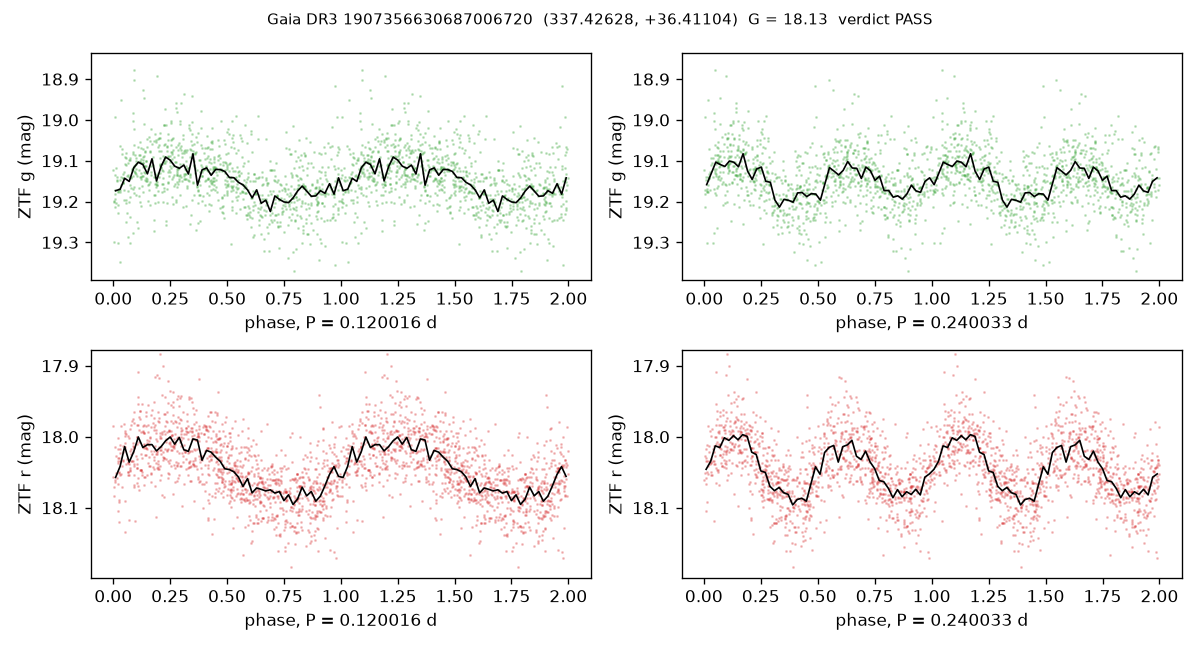 Gaia DR3 1907356630687006720 (337.42628, +36.41104) G = 18.13 verdict PASS
ZTF g (mag)
18.9
19.0
19.1
19.2
19.3
0.00 0.25 0.50 0.75 1.00 1.25 1.50 1.75 2.00
phase, P = 0.120016 d
ZTF g (mag)
18.9
19.0
19.1
19.2
19.3
0.00 0.25 0.50 0.75 1.00 1.25 1.50 1.75 2.00
phase, P = 0.240033 d
ZTF r (mag)
17.9
18.0
18.1
0.00 0.25 0.50 0.75 1.00 1.25 1.50 1.75 2.00
phase, P = 0.120016 d
ZTF r (mag)
17.9
18.0
18.1
0.00 0.25 0.50 0.75 1.00 1.25 1.50 1.75 2.00
phase, P = 0.240033 d